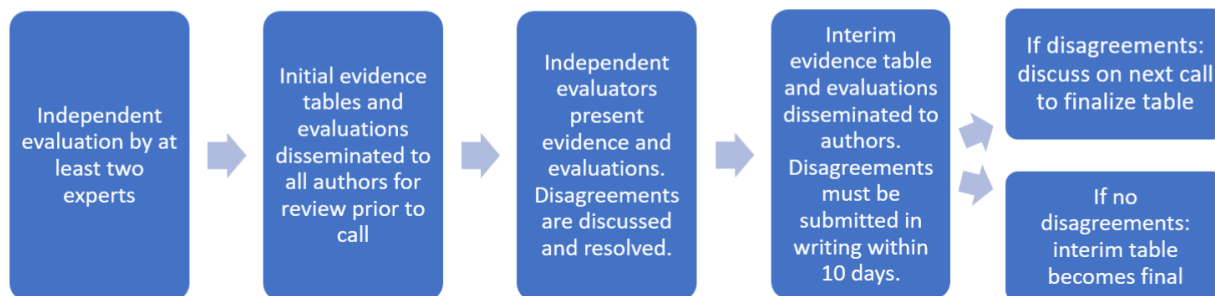 Independent
evaluation by at
least two
experts
Initial evidence
tables and
evaluations
disseminated to
all authors for
review prior to
call
Independent
evaluators
present
evidence and
evaluations.
Disagreements
are discussed
and resolved.
Interim
evidence table
and evaluations
disseminated to
authors.
Disagreements
must be
submitted in
writing within
10 days.
If disagreements:
discuss on next call
to finalize table
If no
disagreements:
interim table
becomes final